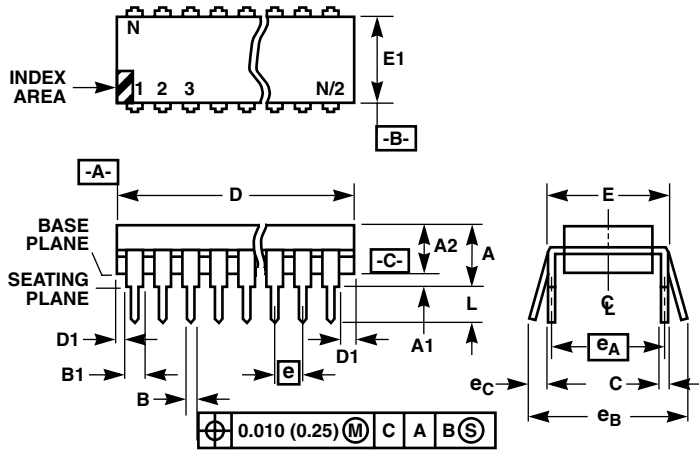 N
E1
INDEX
AREA
1 2 3 N/2
-B-
-A-
D
E
BASE
PLANE
A2
A
-C-
SEATING
PLANE
L
D1
A1
D1
B1
e
B
eA
eC
C
eB
0.010 (0.25) Ⓜ C A B Ⓢ
℄